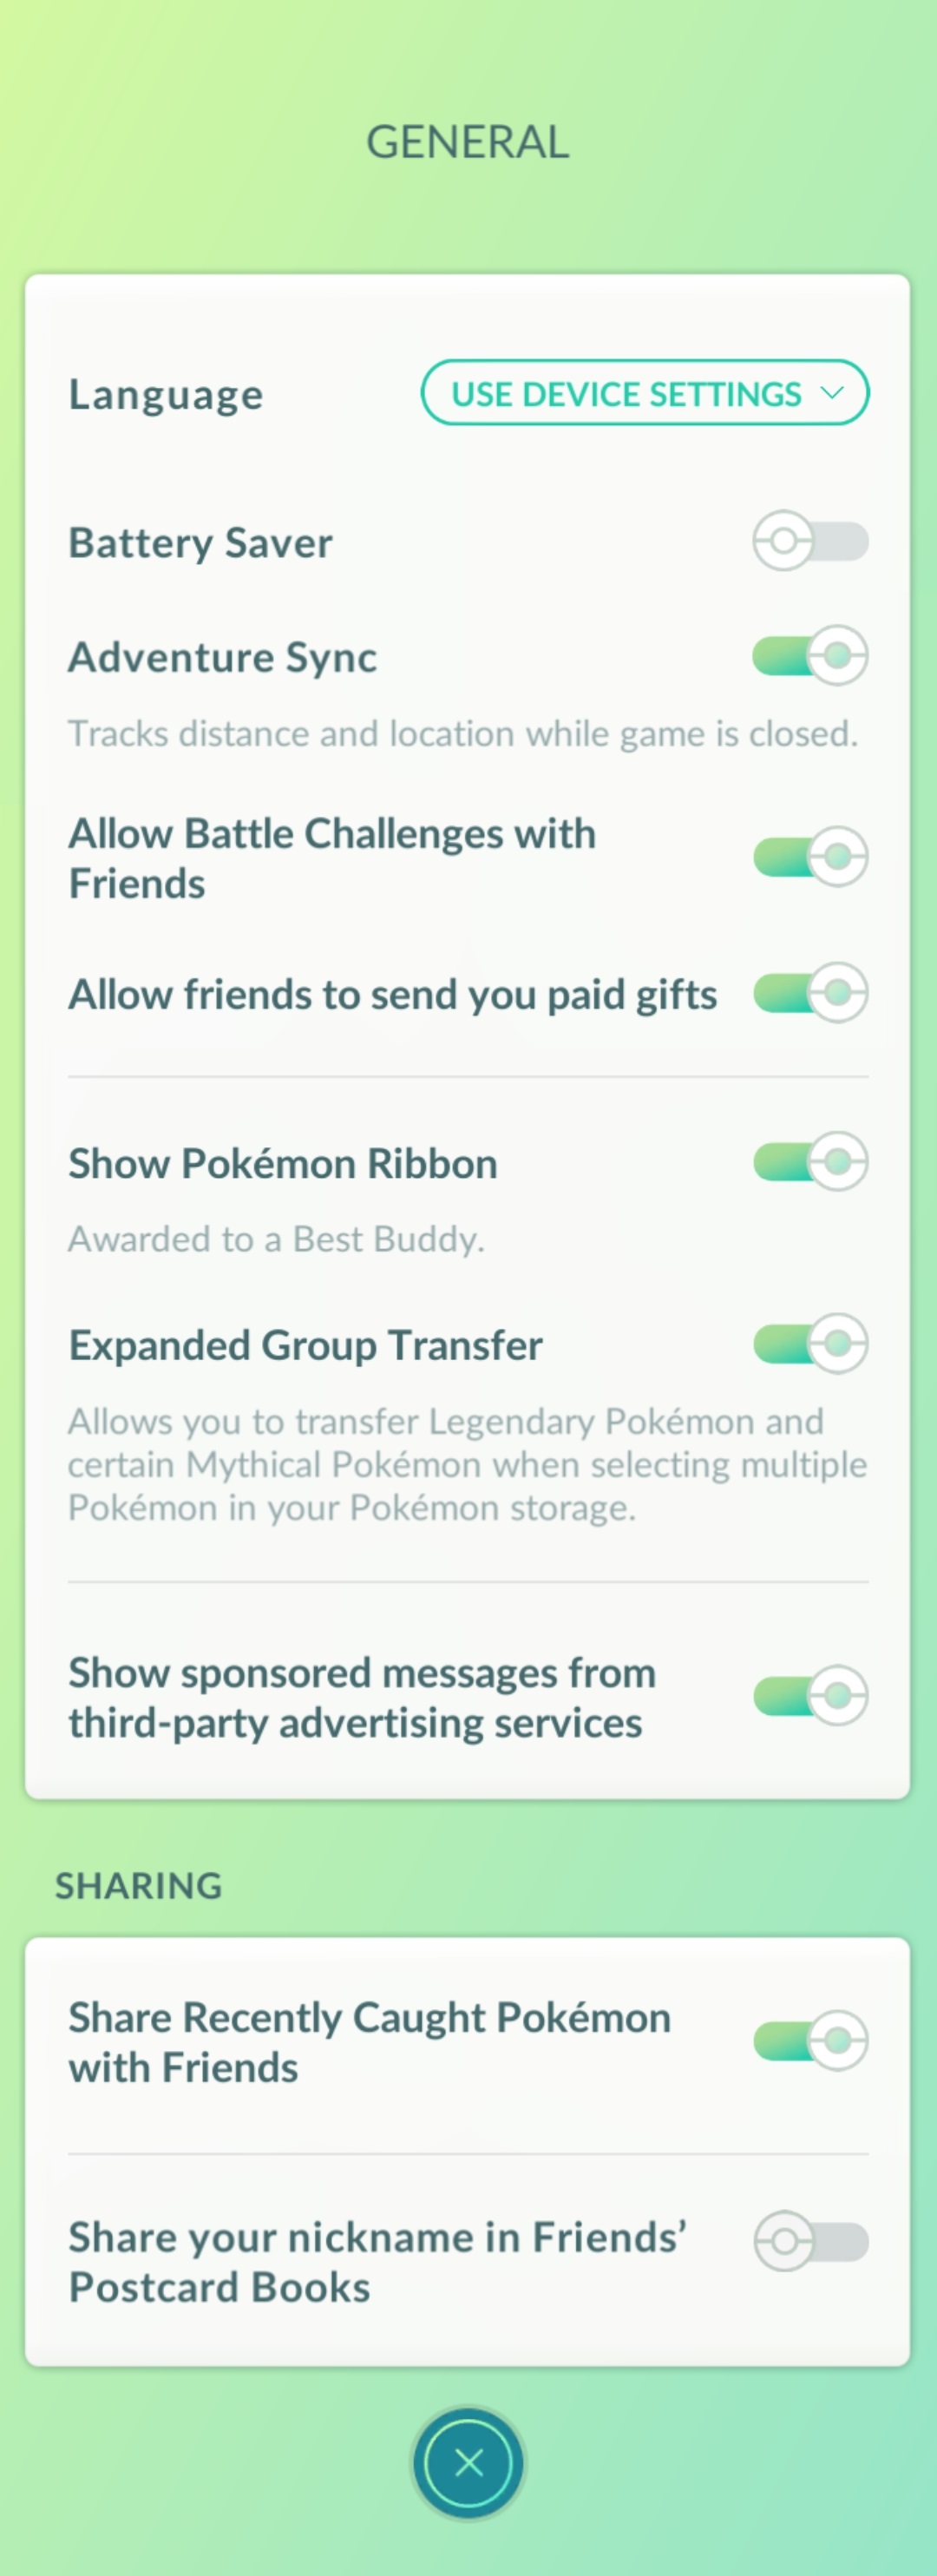 GENERAL
Language
USE DEVICE SETTINGS
Battery Saver
Adventure Sync
Tracks distance and location while game is closed.
Allow Battle Challenges with
Friends
Allow friends to send you paid gifts
Show Pokémon Ribbon
Awarded to a Best Buddy.
Expanded Group Transfer
Allows you to transfer Legendary Pokémon and
certain Mythical Pokémon when selecting multiple
Pokémon in your Pokémon storage.
Show sponsored messages from
third-party advertising services
SHARING
Share Recently Caught Pokémon
with Friends
Share your nickname in Friends’
Postcard Books